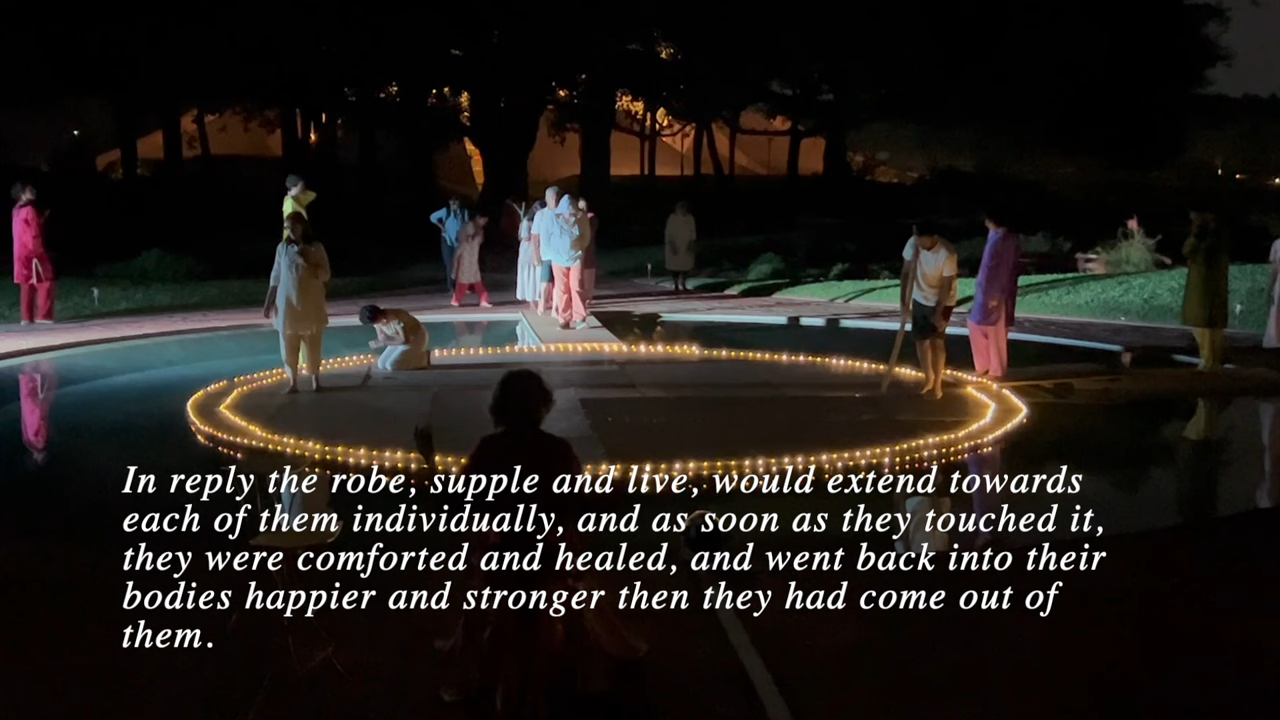 In reply the robe, supple and live, would extend towards
each of them individually, and as soon as they touched it,
they were comforted and healed, and went back into their
bodies happier and stronger then they had come out of
them.